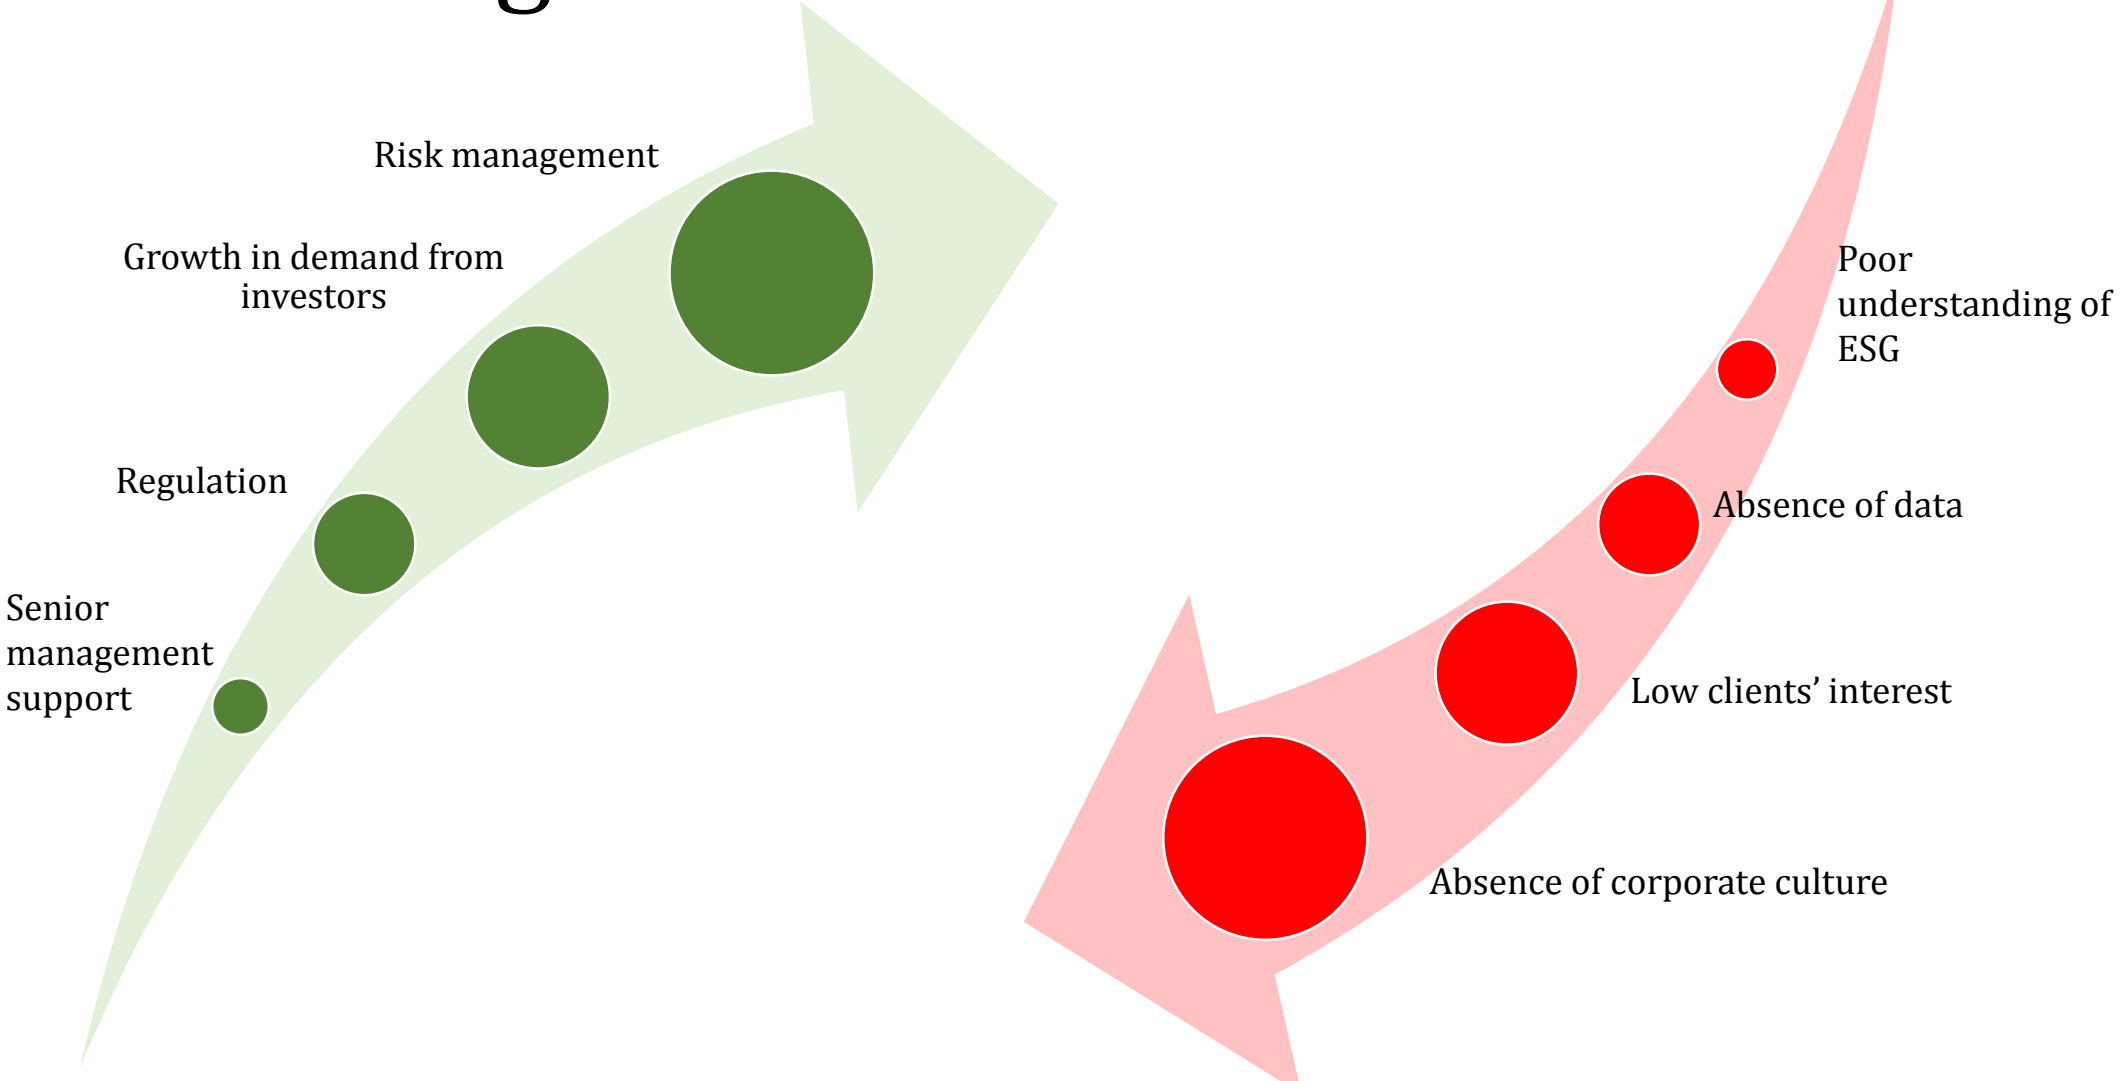 Risk management
Growth in demand from
investors
Regulation
Senior
management
support
Poor
understanding of
ESG
Absence of data
Low clients’ interest
Absence of corporate culture